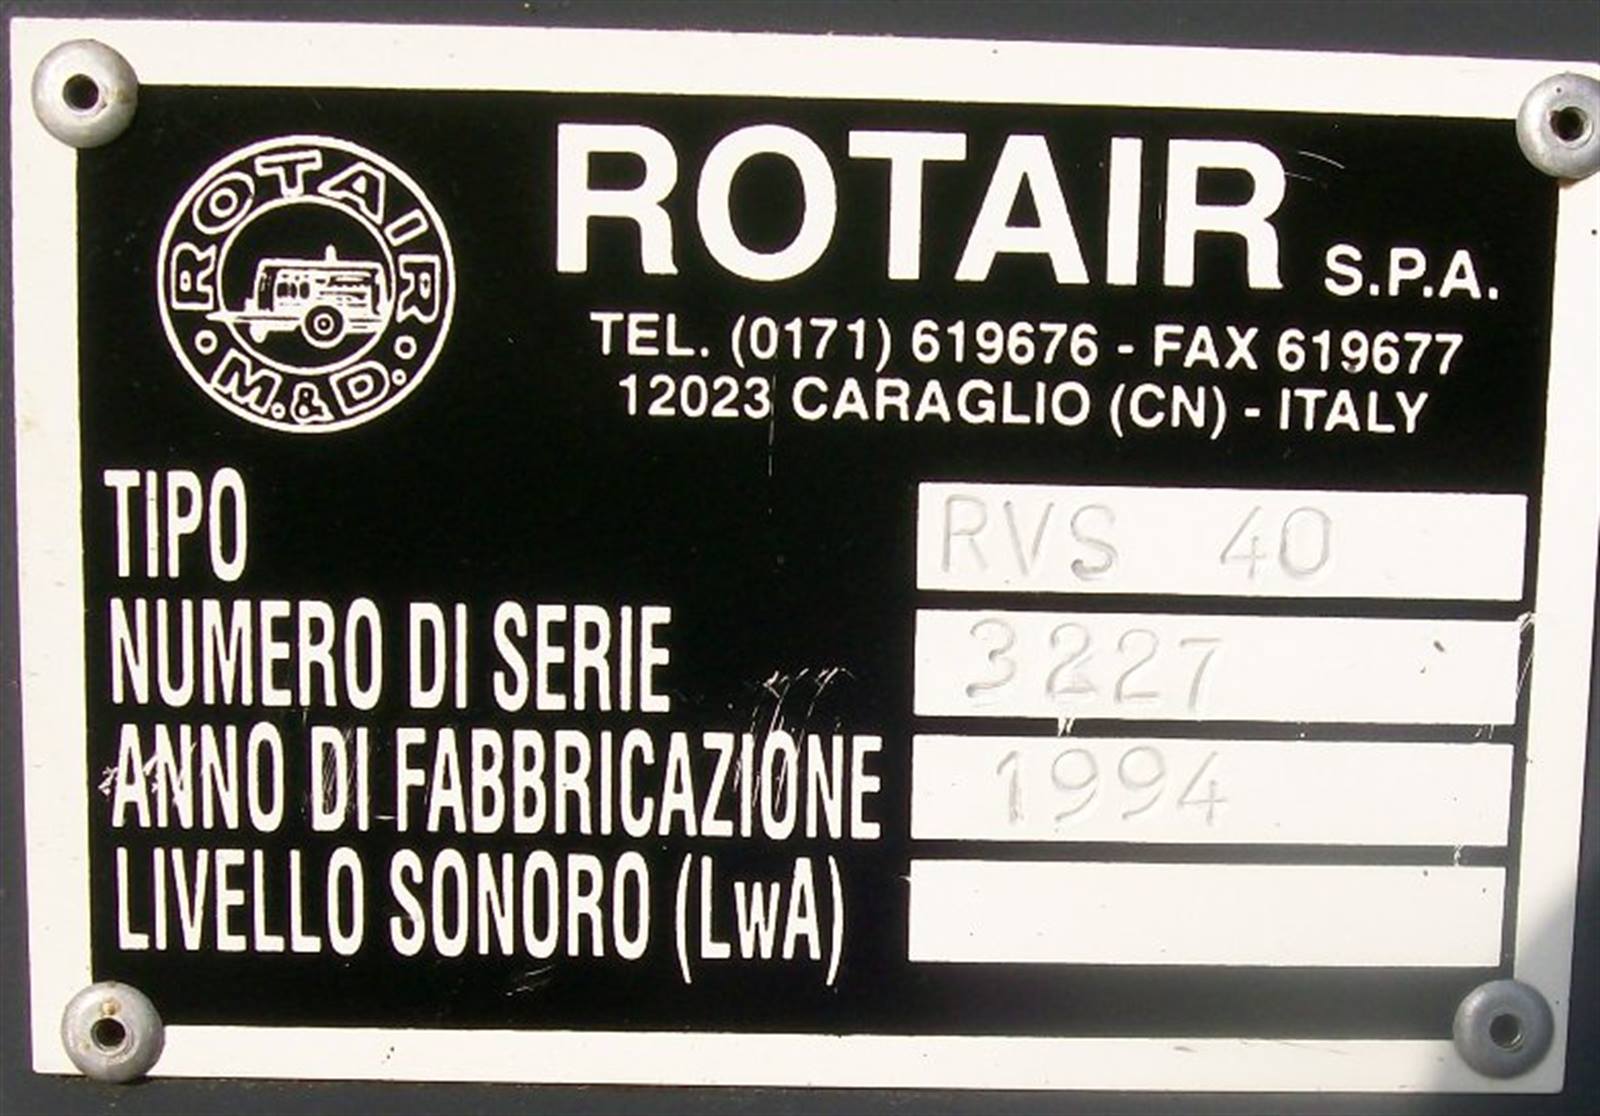 ROTAIR
M.&D.
ROTAIR S.P.A.
TEL. (0171) 619676 - FAX 619677
12023 CARAGLIO (CN) - ITALY
TIPO RVS 40
NUMERO DI SERIE 3227
ANNO DI FABBRICAZIONE 1994
LIVELLO SONORO (LwA)